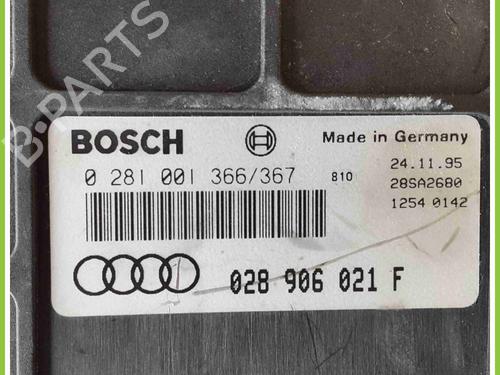 B-PARTS
BOSCH
Made in Germany
0 281 001 366/367 810
24.11.95
28SA2680
1254 0142
028 906 021 F